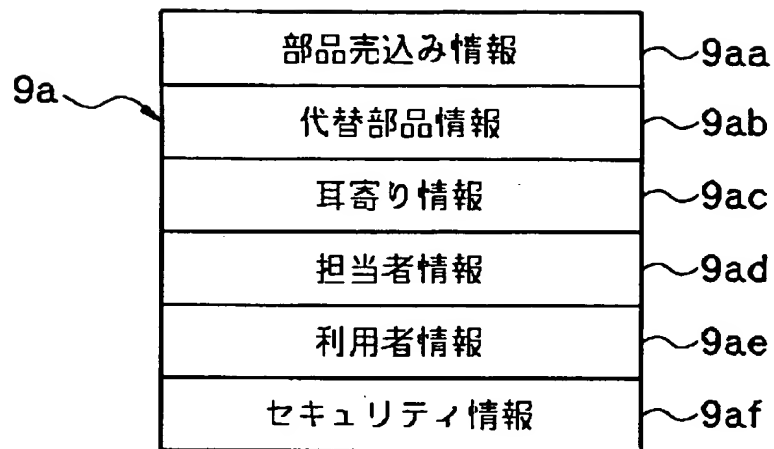 部品売込み情報 9aa
9a
代替部品情報 9ab
耳寄り情報 9ac
担当者情報 9ad
利用者情報 9ae
セキュリティ情報 9af